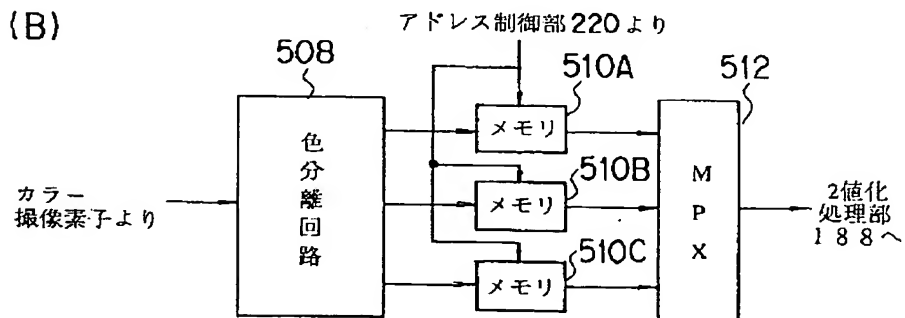 (B)
アドレス制御部220より
508
510A
512
メモリ
色分離回路
510B
MPX
カラー
撮像素子より
メモリ
2値化
処理部
188へ
510C
メモリ